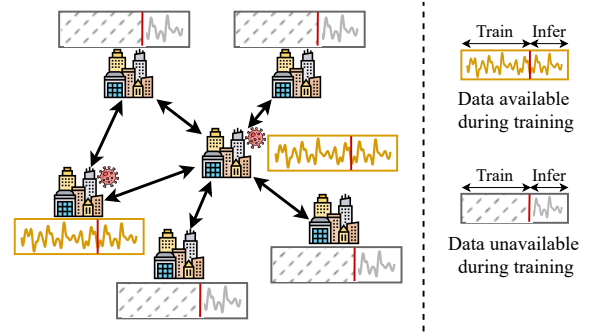 Train Infer
Data available
during training
Train Infer
Data unavailable
during training